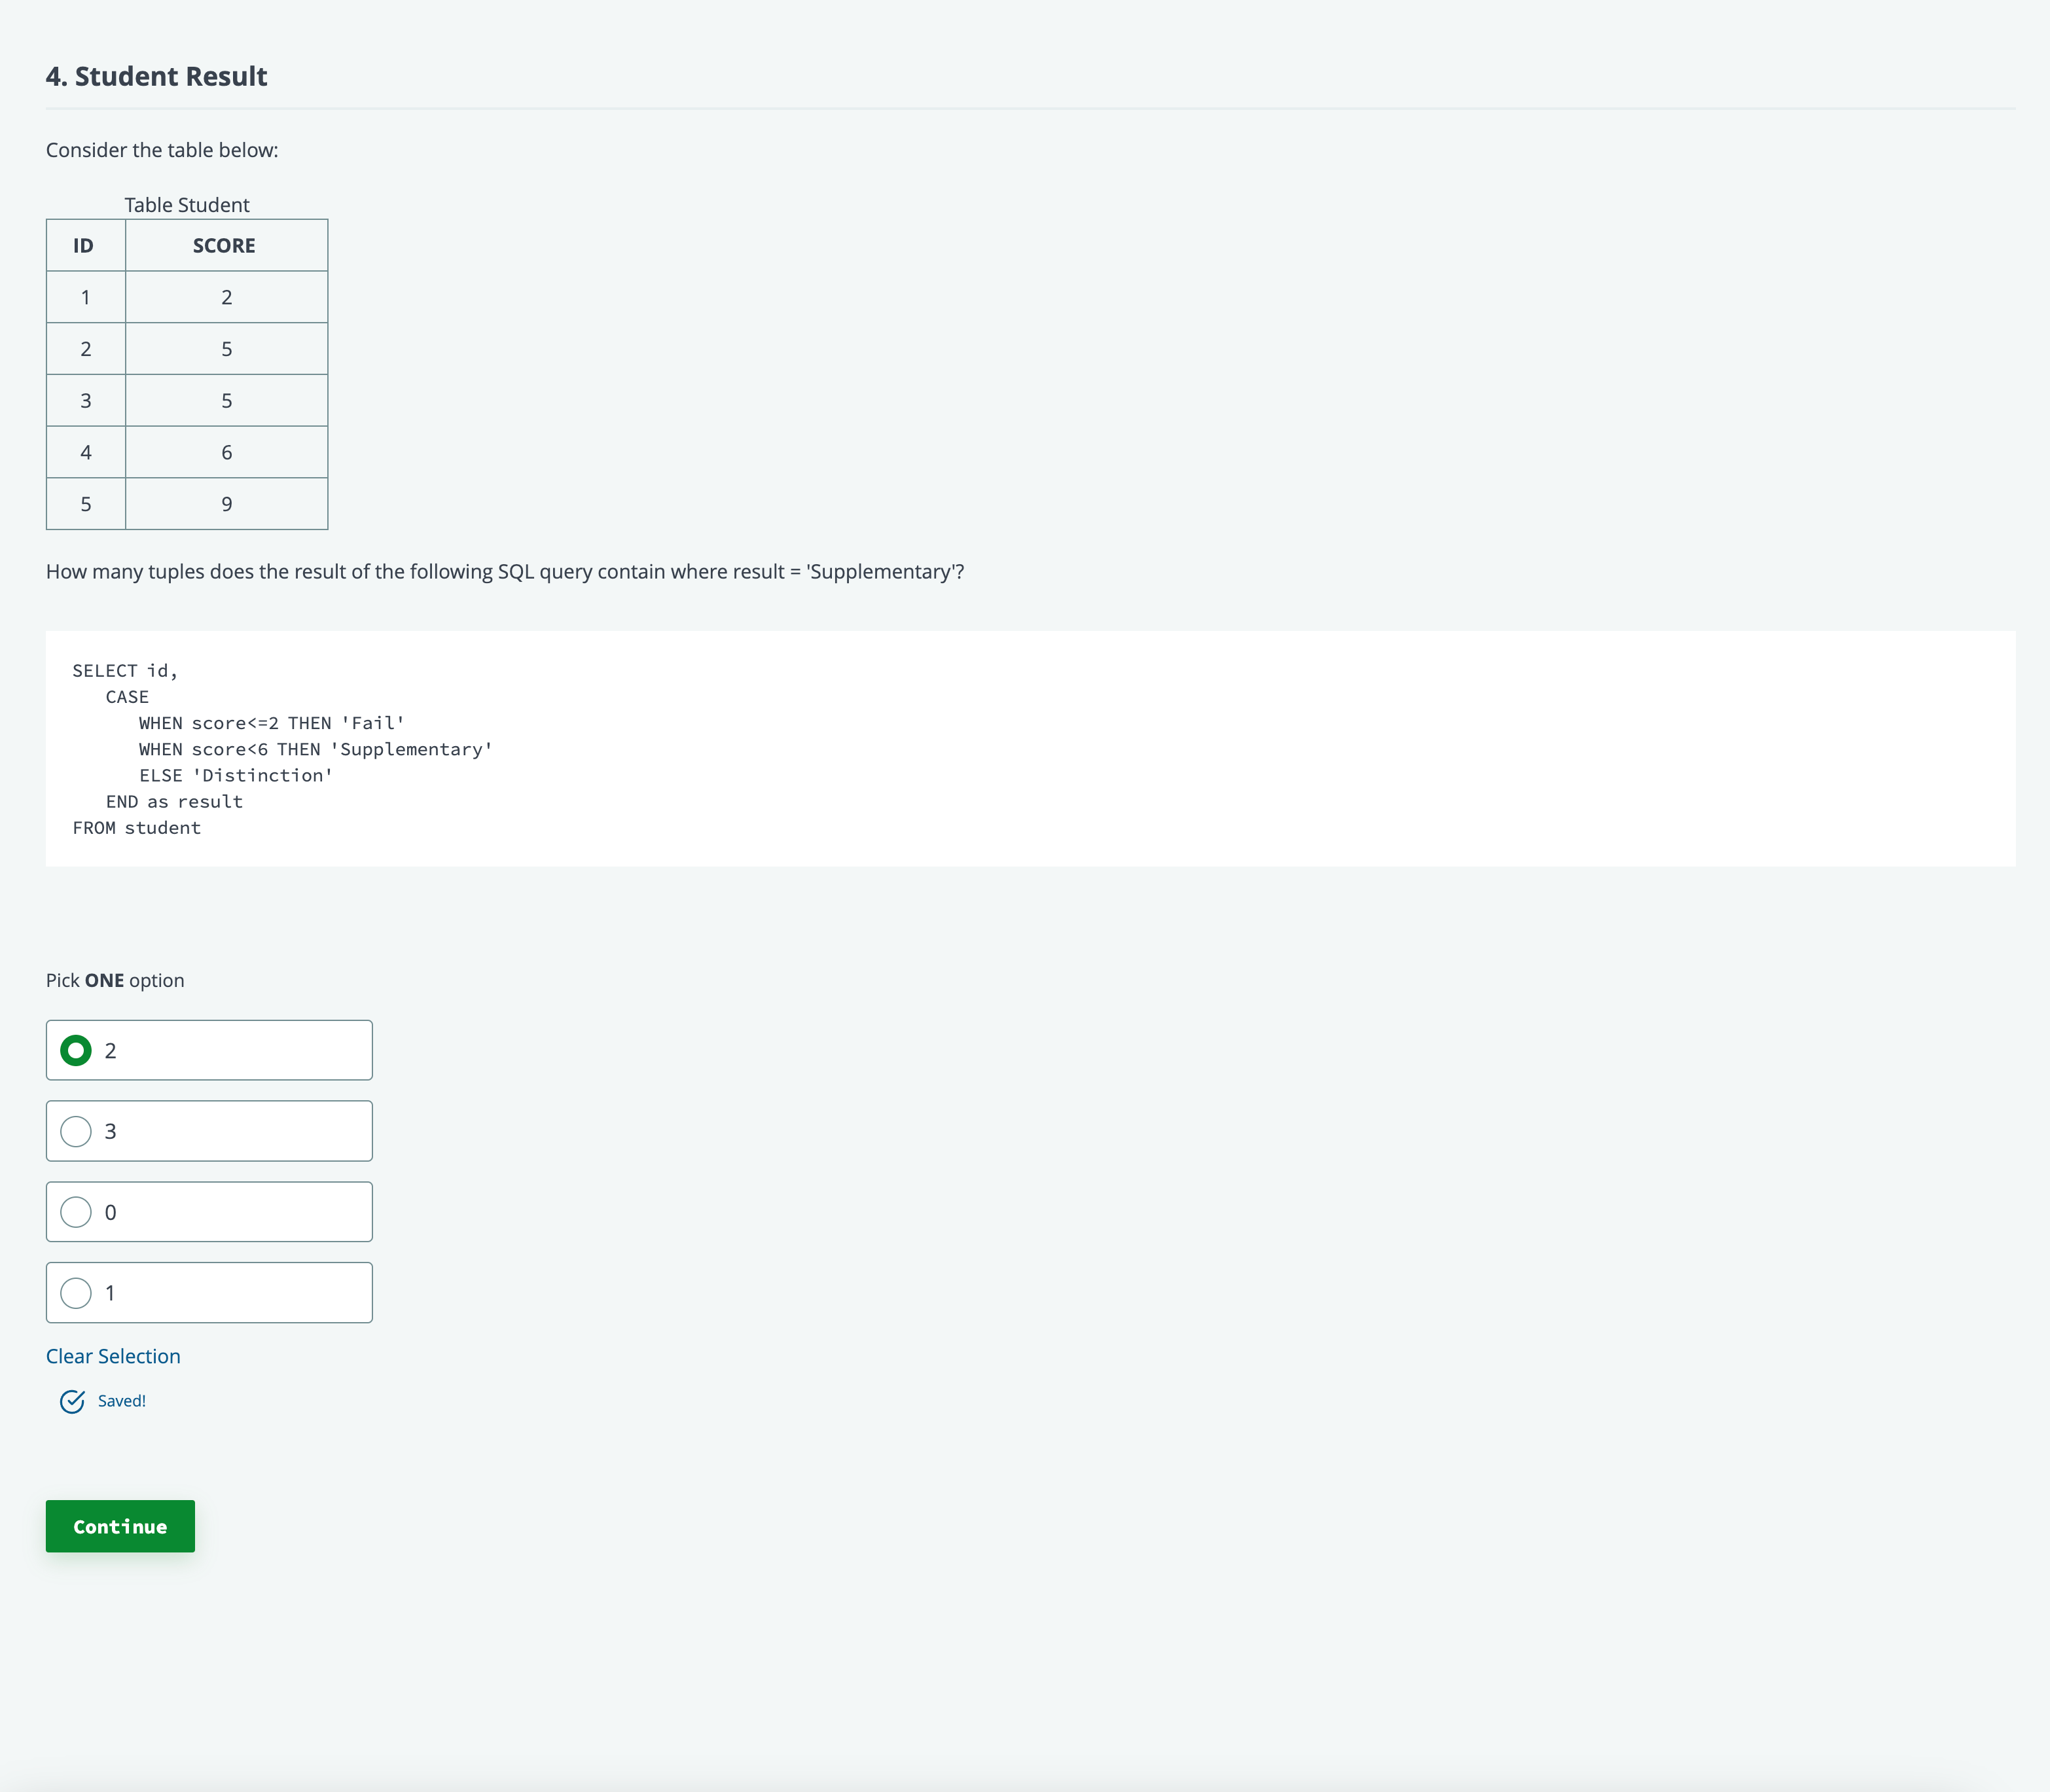 4. Student Result
Consider the table below:
Table Student
ID SCORE
1 2
2 5
3 5
4 6
5 9
How many tuples does the result of the following SQL query contain where result = 'Supplementary'?
SELECT id,
   CASE
      WHEN score<=2 THEN 'Fail'
      WHEN score<6 THEN 'Supplementary'
      ELSE 'Distinction'
   END as result
FROM student
Pick ONE option
2
3
0
1
Clear Selection
Saved!
Continue